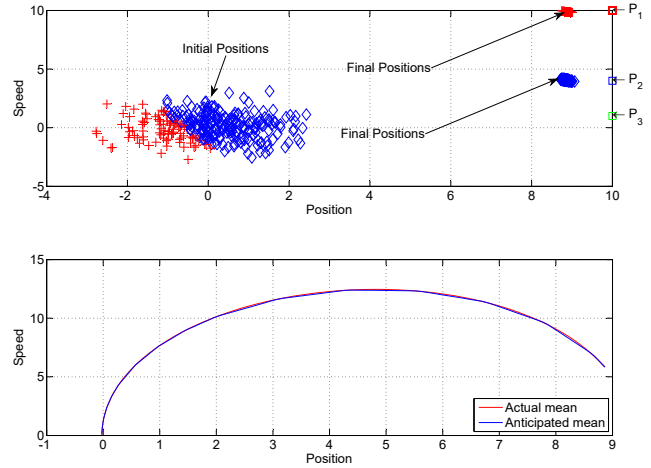 10
5
0
-5
Speed
Initial Positions
Final Positions
Final Positions
P1
P2
P3
-4
-2
0
2
4
6
8
10
Position
15
10
5
0
Speed
Actual mean
Anticipated mean
-1
0
1
2
3
4
5
6
7
8
9
Position